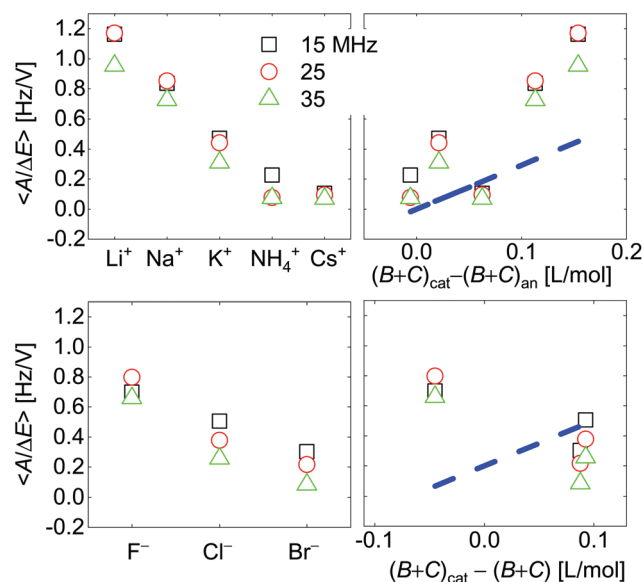 <A/ΔE> [Hz/V]
1.2
1.0
0.8
0.6
0.4
0.2
0.0
-0.2
15 MHz
25
35
Li⁺ Na⁺ K⁺ NH₄⁺ Cs⁺
0.0 0.1 0.2
(B+C)cat–(B+C)an [L/mol]
<A/ΔE> [Hz/V]
1.2
1.0
0.8
0.6
0.4
0.2
0.0
-0.2
F⁻ Cl⁻ Br⁻
-0.1 0.0 0.1
(B+C)cat – (B+C) [L/mol]